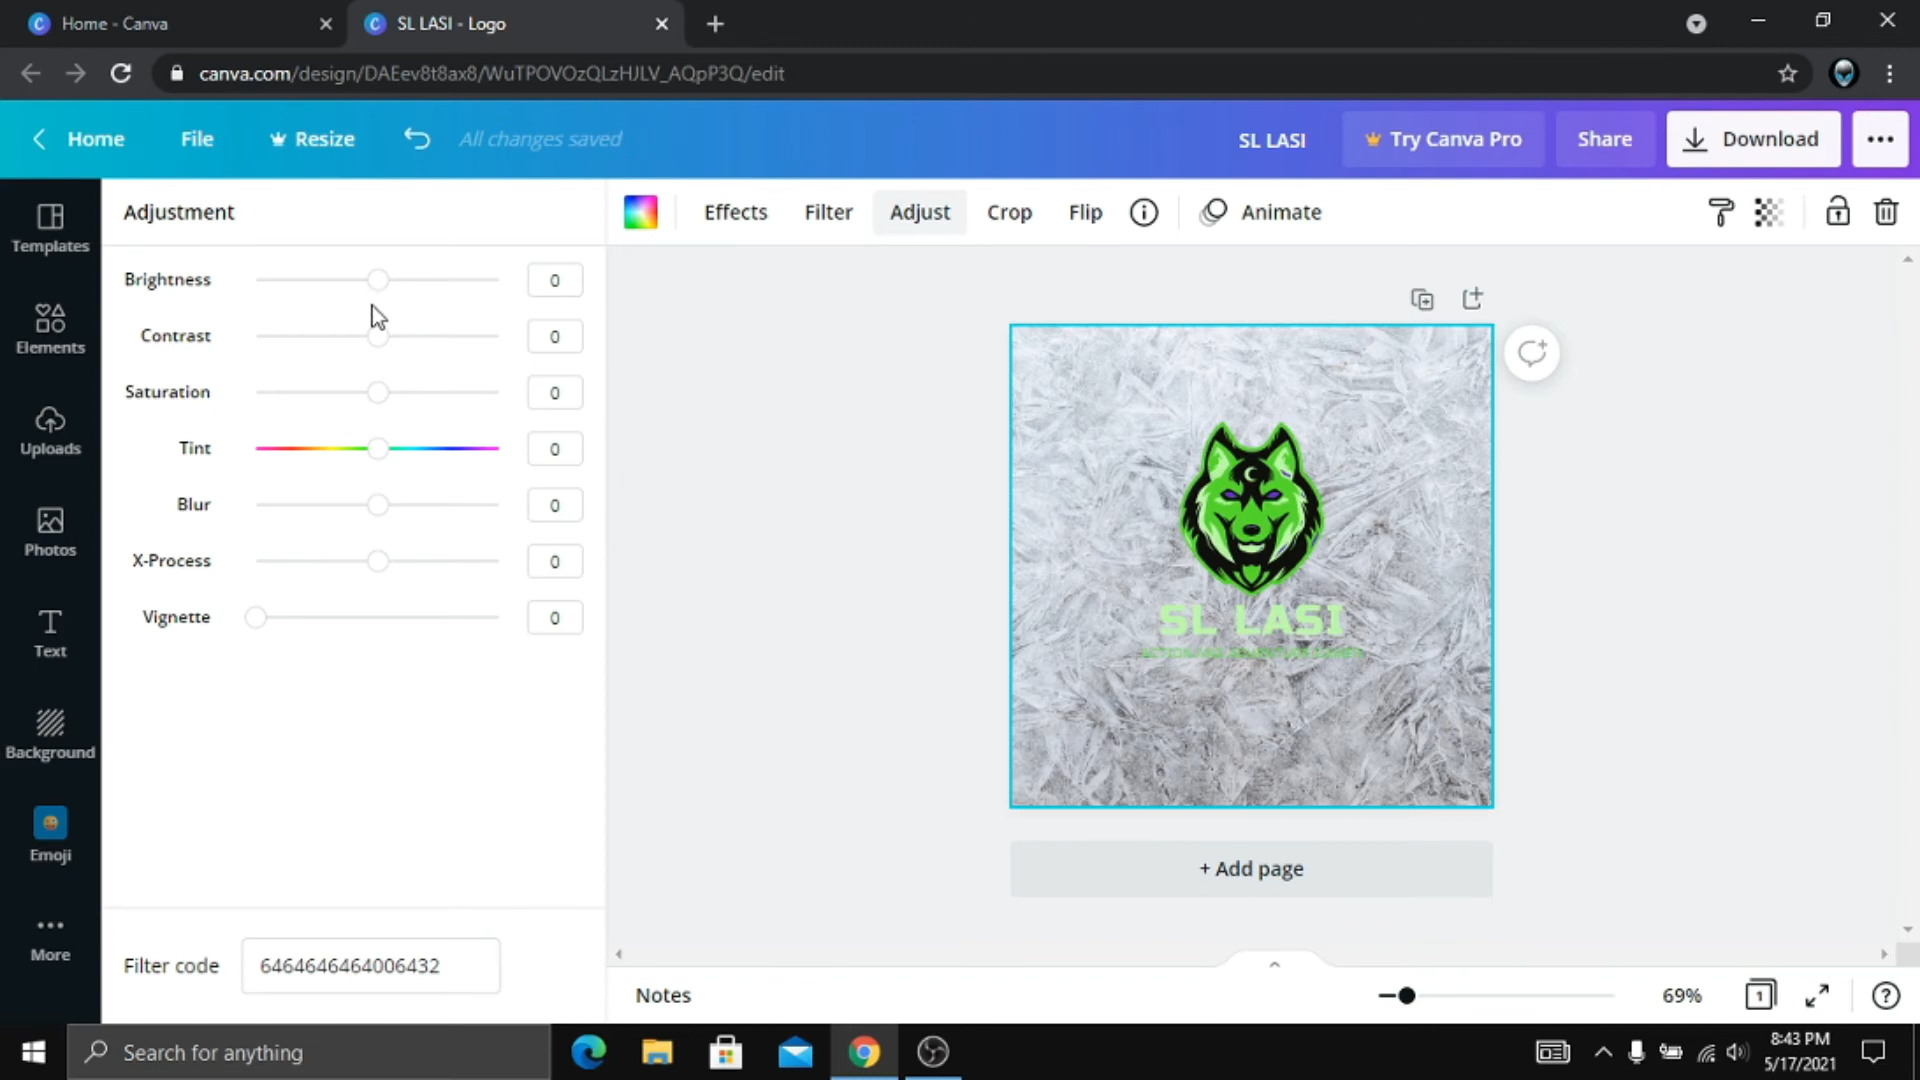 Home - Canva
SL LASI - Logo
canva.com/design/DAEev8t8ax8/WuTPOVOzQLzHJLV_AQpP3Q/edit
Home
File
Resize
All changes saved
SL LASI
Try Canva Pro
Share
Download
Templates
Elements
Uploads
Photos
Text
Background
Emoji
More
Adjustment
Brightness 0
Contrast 0
Saturation 0
Tint 0
Blur 0
X-Process 0
Vignette 0
Filter code 6464646464006432
Effects
Filter
Adjust
Crop
Flip
Animate
SL LASI
+ Add page
Notes
69%
1
Search for anything
8:43 PM
5/17/2021